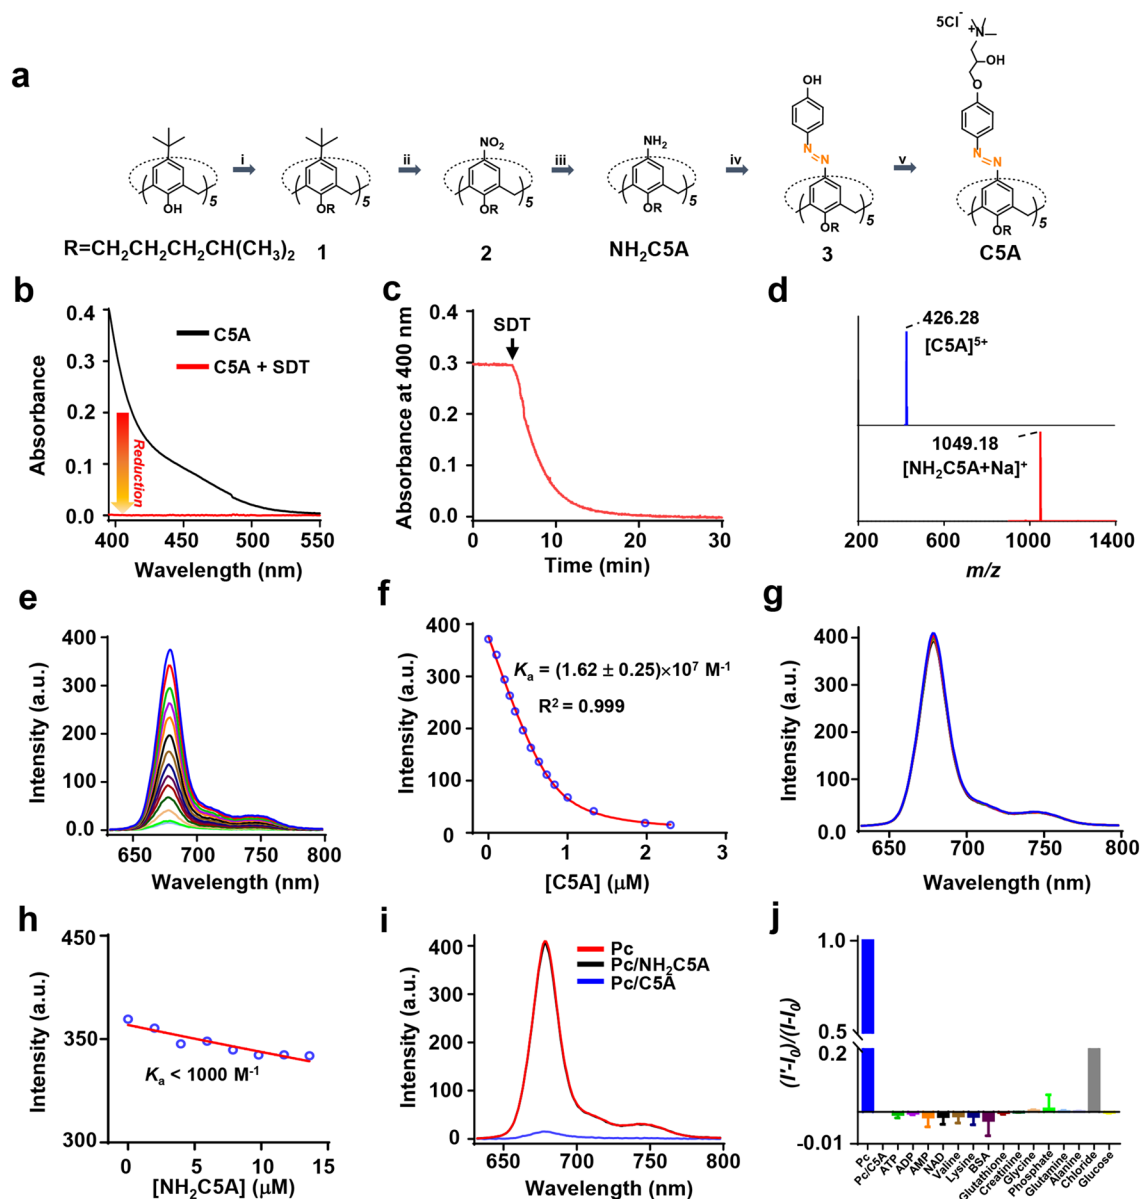 a
OH
i
OR
5
R=CH2CH2CH2CH(CH3)2
1
ii
NO2
OR
5
2
iii
NH2
OR
5
NH2C5A
iv
OH
N
N
OR
5
3
v
5Cl-
+N
OH
O
N
N
OR
5
C5A
b
Absorbance
0.4
0.3
0.2
0.1
0.0
C5A
C5A + SDT
Reduction
400 450 500 550
Wavelength (nm)
c
Absorbance at 400 nm
0.4
0.3
0.2
0.1
0.0
SDT
0 10 20 30
Time (min)
d
426.28
[C5A]5+
1049.18
[NH2C5A+Na]+
200 600 1000 1400
m/z
e
Intensity (a.u.)
400
300
200
100
0.0
650 700 750 800
Wavelength (nm)
f
Intensity (a.u.)
400
300
200
100
0
Ka = (1.62 ± 0.25)×10^7 M-1
R2 = 0.999
0 1 2 3
[C5A] (μM)
g
Intensity (a.u.)
400
300
200
100
0.0
650 700 750 800
Wavelength (nm)
h
Intensity (a.u.)
450
350
300
Ka < 1000 M-1
0 5 10 15
[NH2C5A] (μM)
i
Intensity (a.u.)
400
300
200
100
0
Pc
Pc/NH2C5A
Pc/C5A
650 700 750 800
Wavelength (nm)
j
(I'-I0)/(I-I0)
1.0
0.5
0.2
-0.01
Pc
Pc/C5A
ATP
ADP
AMP
NAD
Valine
Lysine
BSA
Glutathione
Creatinine
Glycine
Phosphate
Glutamine
Alanine
Chloride
Glucose